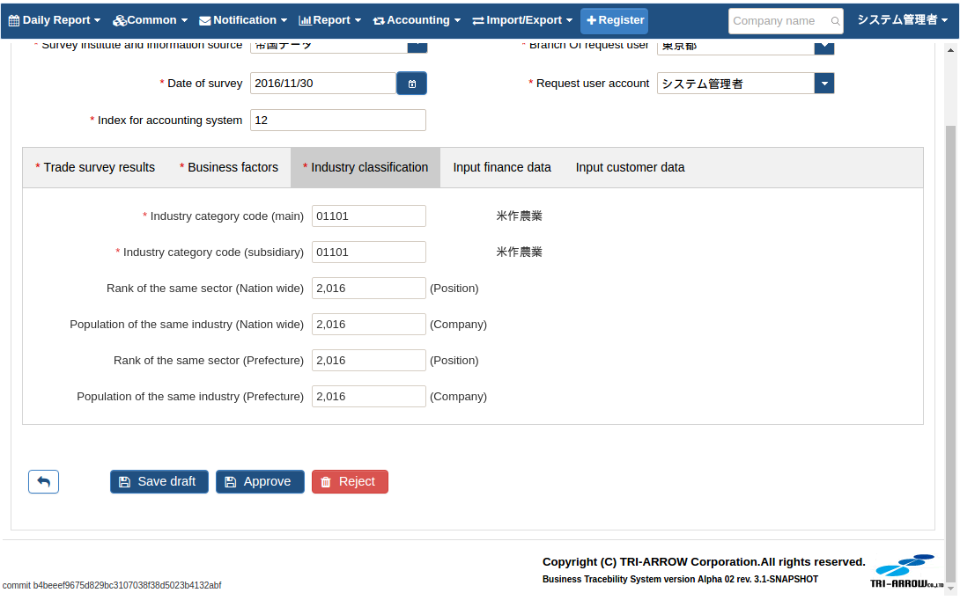 Daily Report Common Notification Report Accounting Import/Export +Register Company name システム管理者
* Survey institute and information source 帝国データ * Branch Of request user 東京都
* Date of survey 2016/11/30 * Request user account システム管理者
* Index for accounting system 12
* Trade survey results * Business factors * Industry classification Input finance data Input customer data
* Industry category code (main) 01101 米作農業
* Industry category code (subsidiary) 01101 米作農業
Rank of the same sector (Nation wide) 2,016 (Position)
Population of the same industry (Nation wide) 2,016 (Company)
Rank of the same sector (Prefecture) 2,016 (Position)
Population of the same industry (Prefecture) 2,016 (Company)
Save draft Approve Reject
Copyright (C) TRI-ARROW Corporation.All rights reserved.
Business Tracebility System version Alpha 02 rev. 3.1-SNAPSHOT
TRI-ARROW Co.,LTD
commit b4beeef9675d829bc3107038f38d5023b4132abf